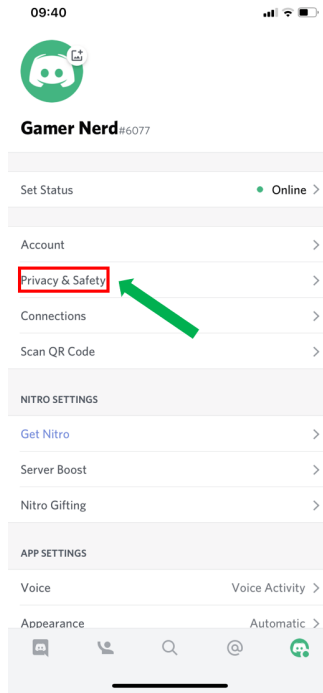 09:40
Gamer Nerd#6077
Set Status Online
Account
Privacy & Safety
Connections
Scan QR Code
NITRO SETTINGS
Get Nitro
Server Boost
Nitro Gifting
APP SETTINGS
Voice Voice Activity
Appearance Automatic
@